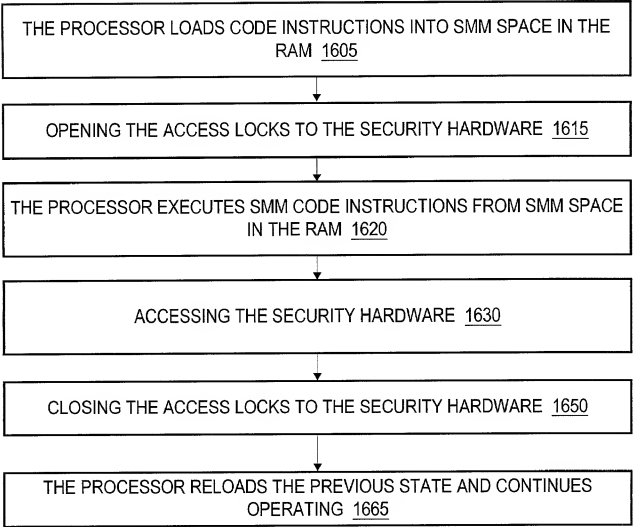 THE PROCESSOR LOADS CODE INSTRUCTIONS INTO SMM SPACE IN THE
RAM 1605
OPENING THE ACCESS LOCKS TO THE SECURITY HARDWARE 1615
THE PROCESSOR EXECUTES SMM CODE INSTRUCTIONS FROM SMM SPACE
IN THE RAM 1620
ACCESSING THE SECURITY HARDWARE 1630
CLOSING THE ACCESS LOCKS TO THE SECURITY HARDWARE 1650
THE PROCESSOR RELOADS THE PREVIOUS STATE AND CONTINUES
OPERATING 1665